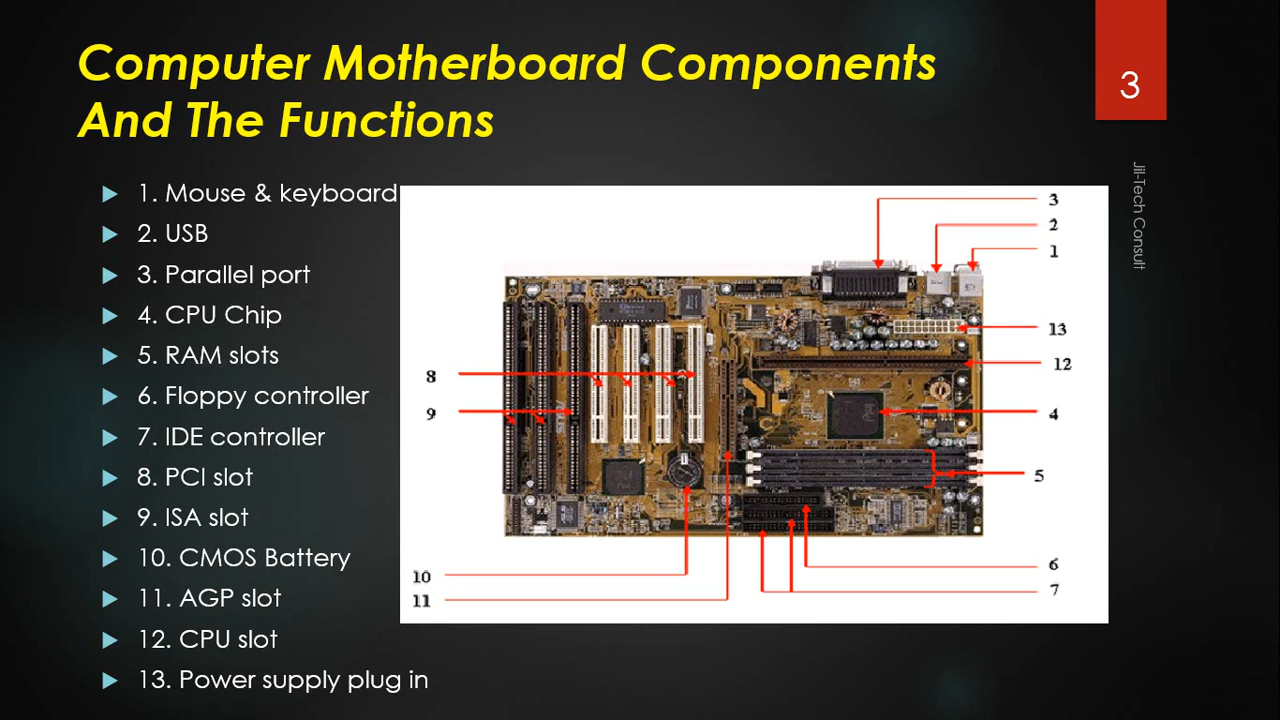 Computer Motherboard Components
And The Functions
3
Jil-Tech Consult
1. Mouse & keyboard
2. USB
3. Parallel port
4. CPU Chip
5. RAM slots
6. Floppy controller
7. IDE controller
8. PCI slot
9. ISA slot
10. CMOS Battery
11. AGP slot
12. CPU slot
13. Power supply plug in
3
2
1
13
12
8
9
4
5
6
10
7
11